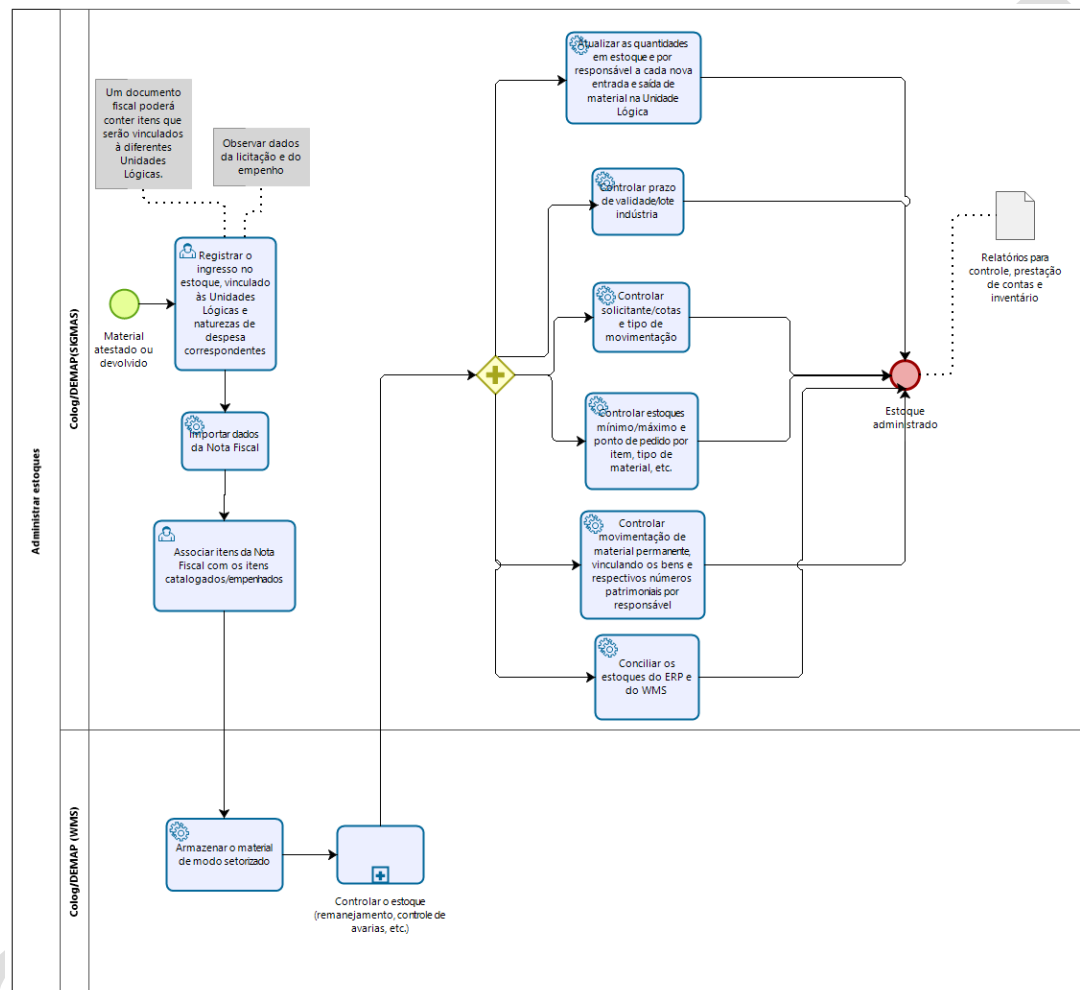 Administrar estoques
Colog/DEMAP(SIGMAS)
Um documento
fiscal poderá
conter itens que
serão vinculados
à diferentes
Unidades
Lógicas.
Observar dados
da licitação e do
empenho
Material
atestado ou
devolvido
Registrar o
ingresso no
estoque, vinculado
às Unidades
Lógicas e
naturezas de
despesa
correspondentes
Importar dados
da Nota Fiscal
Associar itens da Nota
Fiscal com os itens
catalogados/empenhados
Atualizar as quantidades
em estoque e por
responsável a cada nova
entrada e saída de
material na Unidade
Lógica
Controlar prazo
de validade/lote
indústria
Controlar
solicitante/cotas
e tipo de
movimentação
Controlar estoques
mínimo/máximo e
ponto de pedido por
item, tipo de
material, etc.
Controlar
movimentação de
material permanente,
vinculando os bens e
respectivos números
patrimoniais por
responsável
Conciliar os
estoques do ERP e
do WMS
Estoque
administrado
Relatórios para
controle, prestação
de contas e
inventário
Colog/DEMAP (WMS)
Armazenar o material
de modo setorizado
Controlar o estoque
(remanejamento, controle de
avarias, etc.)